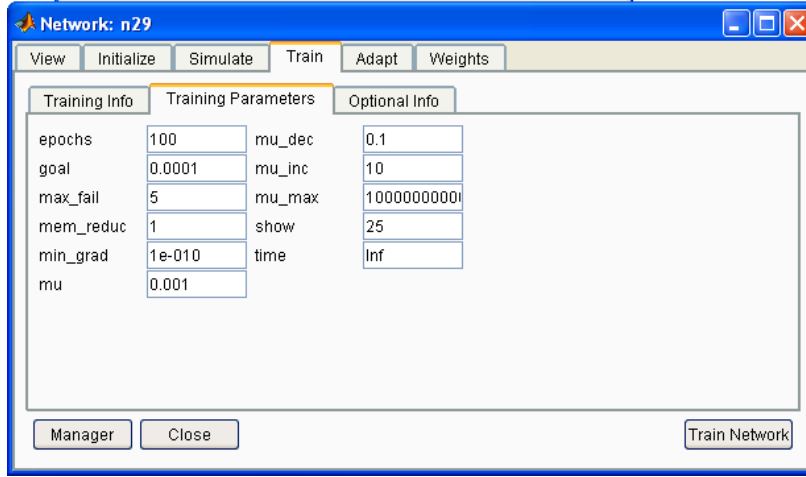 Network: n29
View Initialize Simulate Train Adapt Weights
Training Info Training Parameters Optional Info
epochs 100 mu_dec 0.1
goal 0.0001 mu_inc 10
max_fail 5 mu_max 1000000000
mem_reduc 1 show 25
min_grad 1e-010 time Inf
mu 0.001
Manager Close Train Network